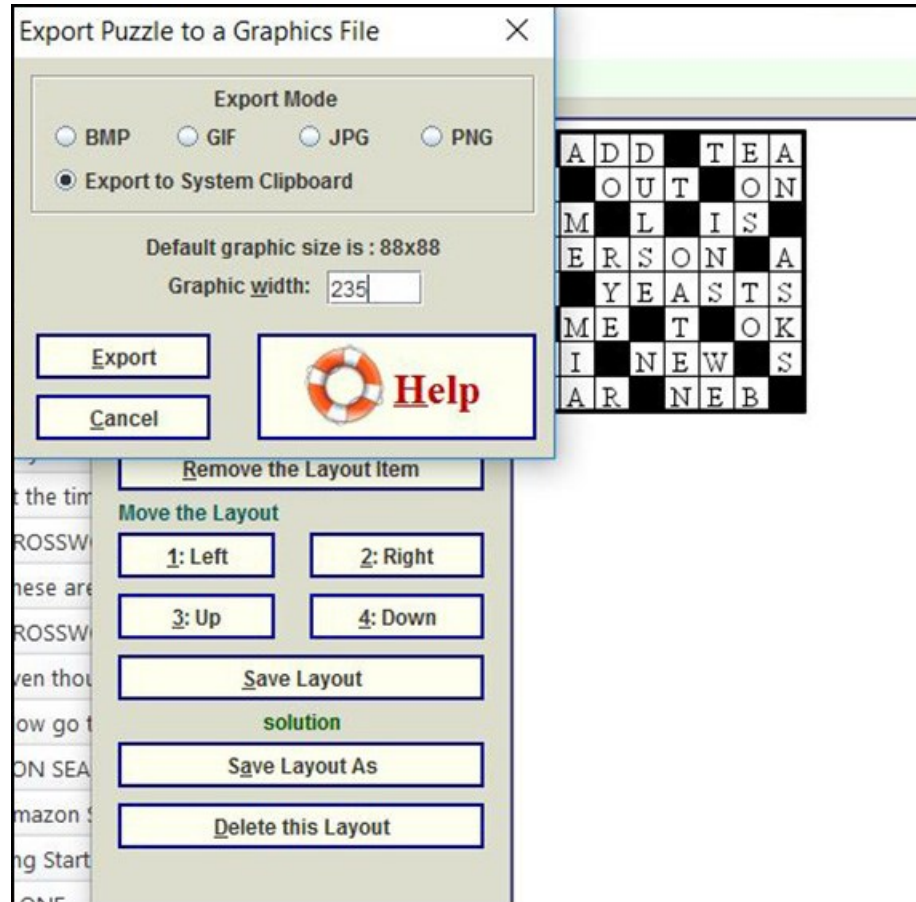 Export Puzzle to a Graphics File
Export Mode
BMP GIF JPG PNG
Export to System Clipboard
Default graphic size is : 88x88
Graphic width: 235
Export
Help
Cancel
A D D T E A
O U T O N
M L I S
E R S O N A
Y E A S T S
M E T O K
I N E W S
A R N E B
Remove the Layout Item
t the tim
Move the Layout
ROSSW
1: Left 2: Right
hese are
3: Up 4: Down
ROSSW
ven thou
Save Layout
ow go t
solution
ON SEA
Save Layout As
mazon
Delete this Layout
ng Start